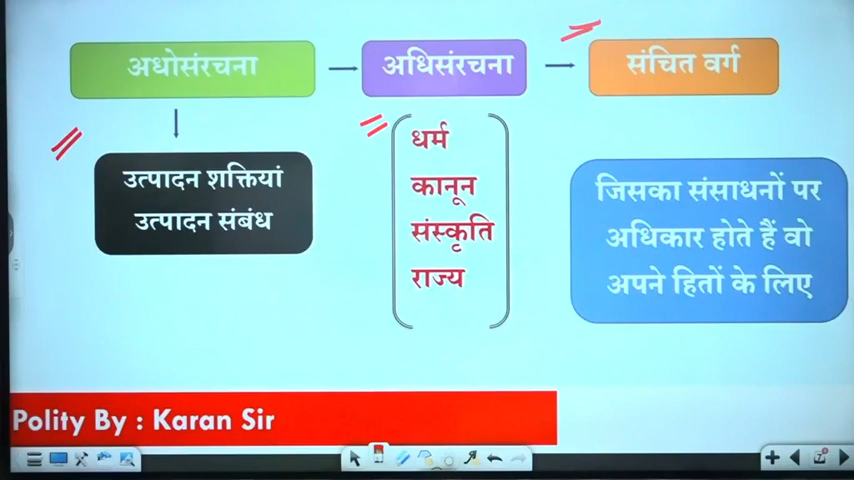 अधोसंरचना
अधिसंरचना
संचित वर्ग
उत्पादन शक्तियां
उत्पादन संबंध
धर्म
कानून
संस्कृति
राज्य
जिसका संसाधनों पर
अधिकार होते हैं वो
अपने हितों के लिए
Polity By : Karan Sir